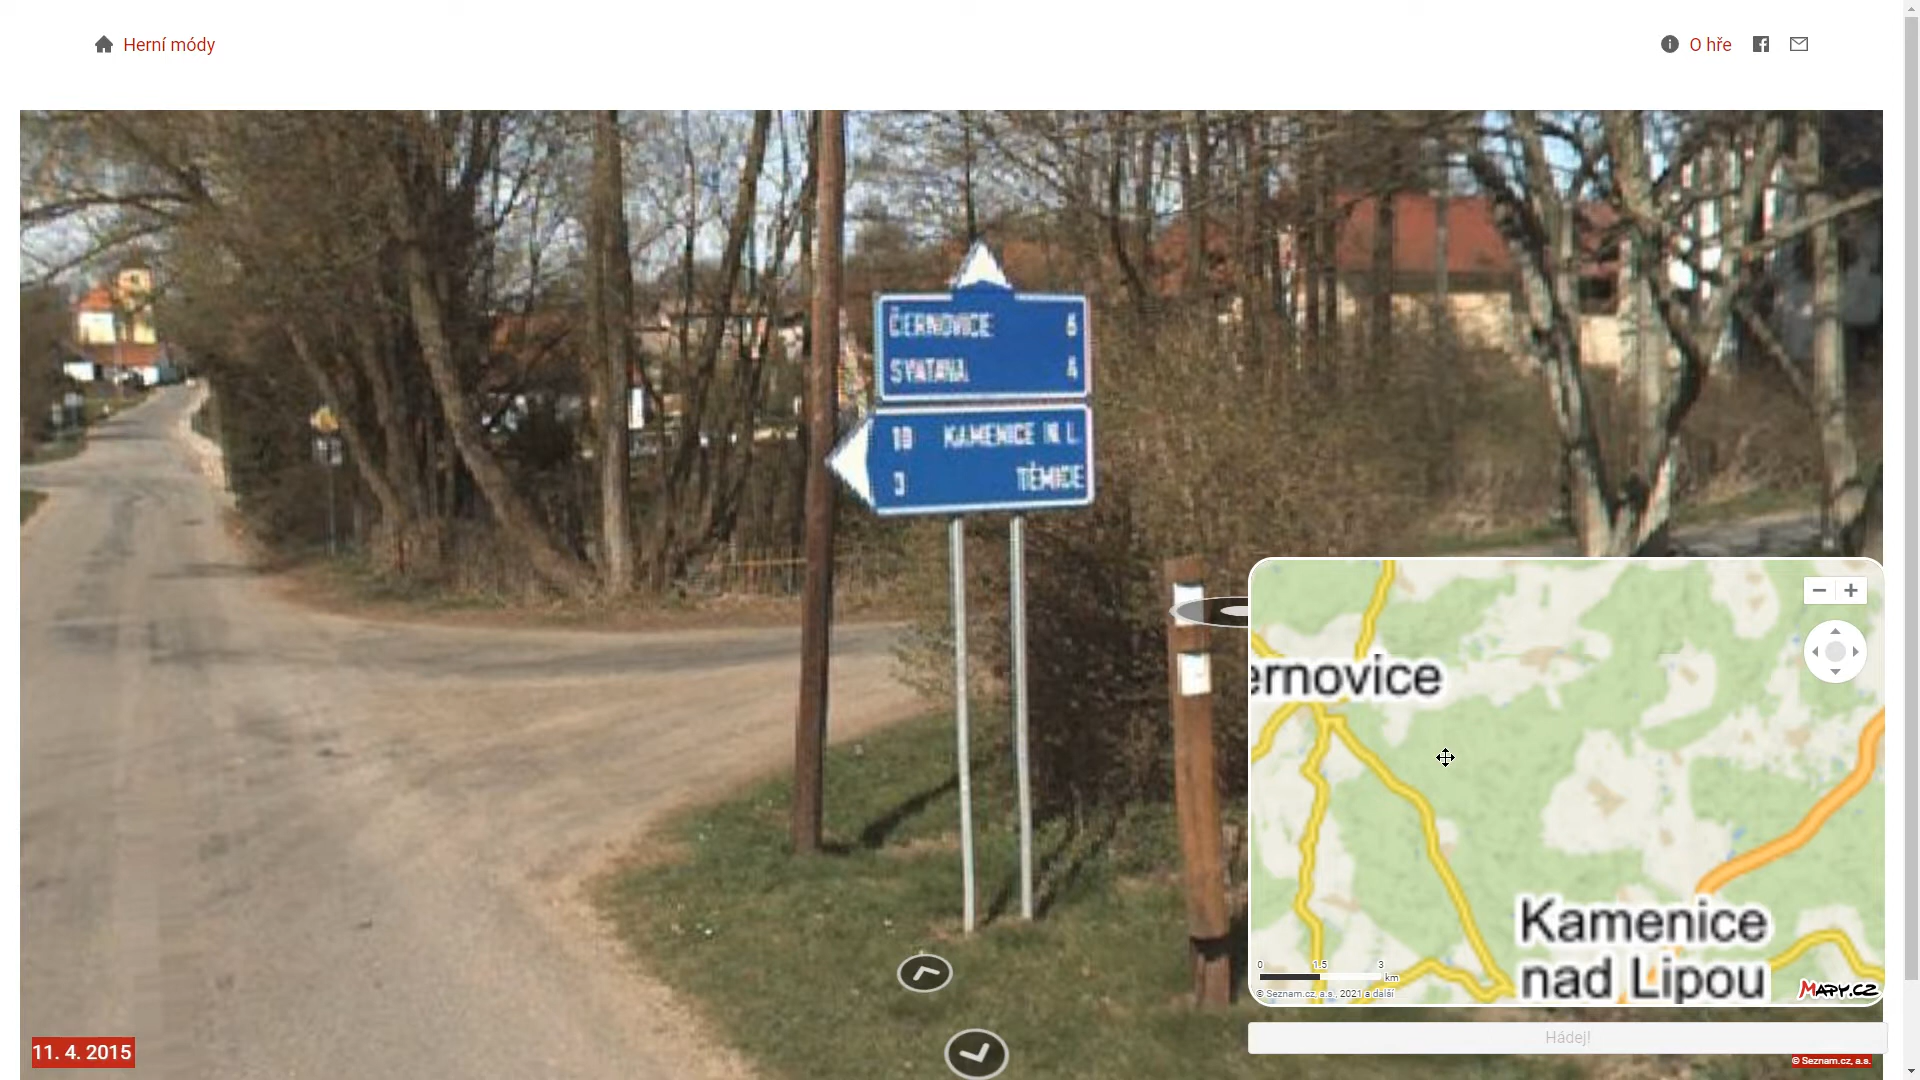 Herní módy
O hře
ČERNOVICE 6
SVATAVA 4
10 KAMENICE N. L.
3 TĚMICE
ernovice
Kamenice
nad Lipou
0 1.5 3
km
© Seznam.cz, a.s., 2021 a další
MAPY.CZ
Hádej!
11. 4. 2015
© Seznam.cz, a.s.